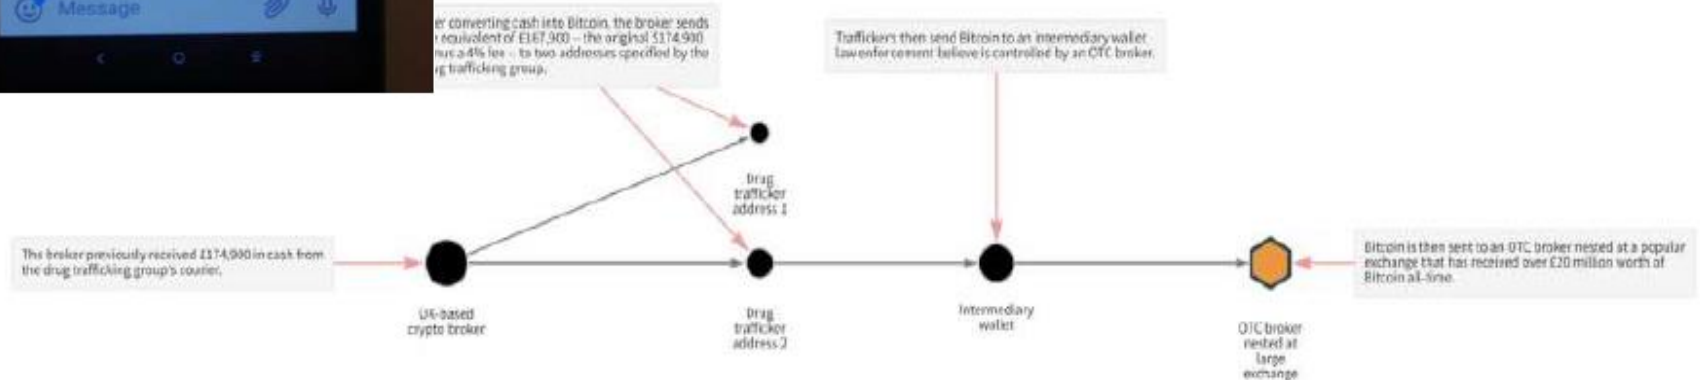 Message
er converting cash into Bitcoin, the broker sends
equivalent of £167,900 – the original £174,900
nus a 4% fee – to two addresses specified by the
ug trafficking group.
Traffickers then send Bitcoin to an intermediary wallet
law enforcement believe is controlled by an OTC broker.
Drug
trafficker
address 1
The broker previously received £174,900 in cash from
the drug trafficking group's courier.
Bitcoin is then sent to an OTC broker nested at a popular
exchange that has received over £20 million worth of
Bitcoin all-time.
UK-based
crypto broker
Drug
trafficker
address 2
Intermediary
wallet
OTC broker
nested at
large
exchange